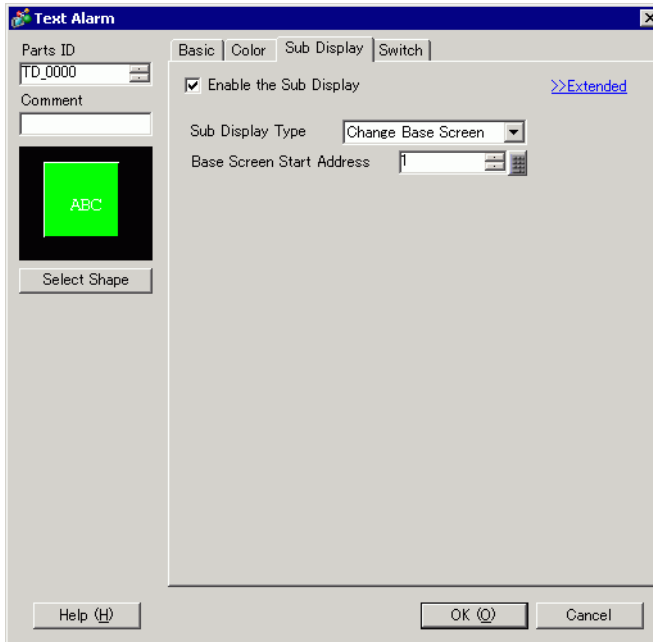 Text Alarm
Parts ID
TD_0000
Comment
ABC
Select Shape
Basic Color Sub Display Switch
Enable the Sub Display >>Extended
Sub Display Type Change Base Screen
Base Screen Start Address 1
Help (H) OK (O) Cancel